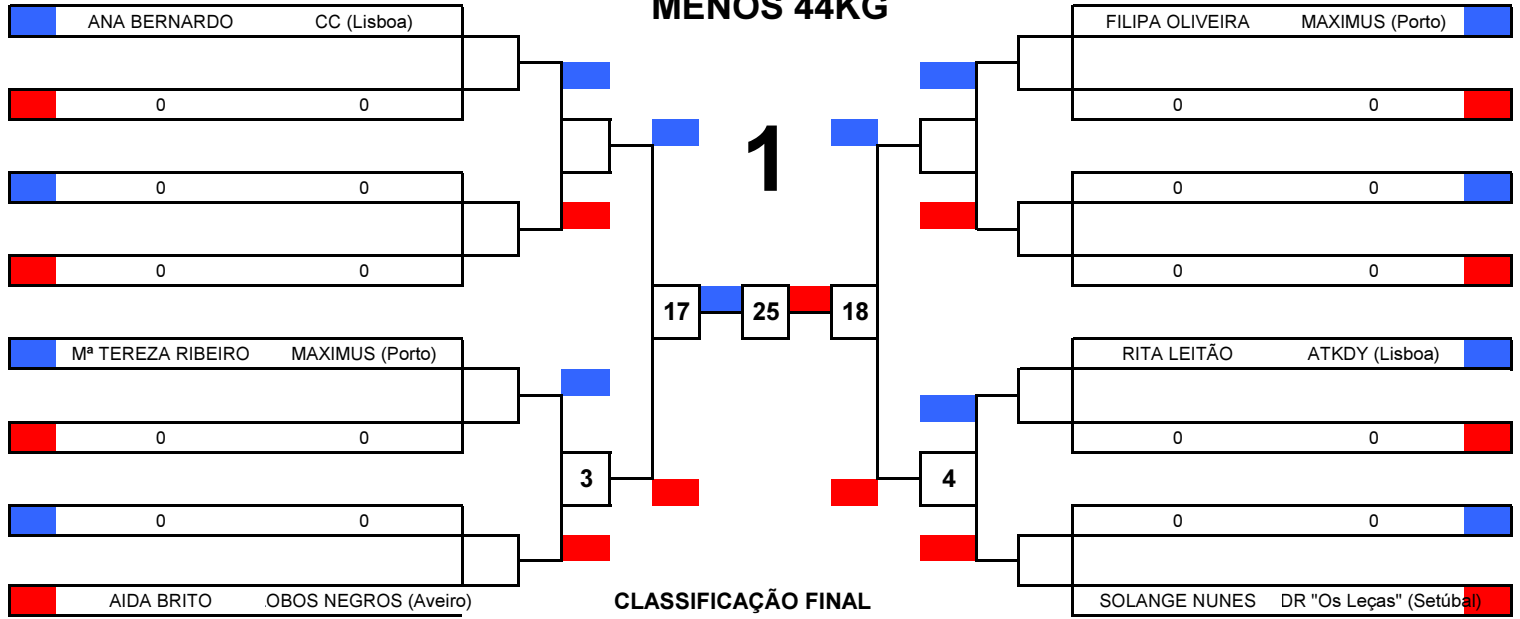 MENOS 44KG
ANA BERNARDO CC (Lisboa)
FILIPA OLIVEIRA MAXIMUS (Porto)
0 0
0 0
1
0 0
0 0
0 0
0 0
17 25 18
Mª TEREZA RIBEIRO MAXIMUS (Porto)
RITA LEITÃO ATKDY (Lisboa)
0 0
0 0
3
4
0 0
0 0
AIDA BRITO .OBOS NEGROS (Aveiro)
CLASSIFICAÇÃO FINAL
SOLANGE NUNES DR "Os Leças" (Setúbal)